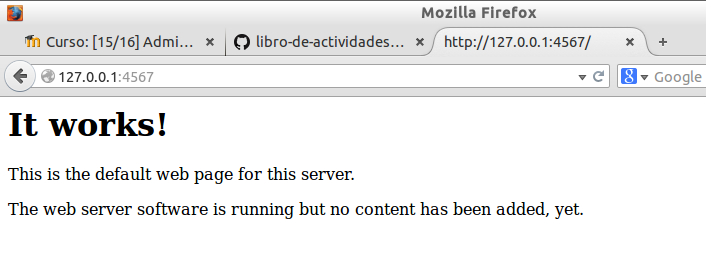 Mozilla Firefox
Curso: [15/16] Admi... libro-de-actividades... http://127.0.0.1:4567/
127.0.0.1:4567 Google
It works!
This is the default web page for this server.
The web server software is running but no content has been added, yet.